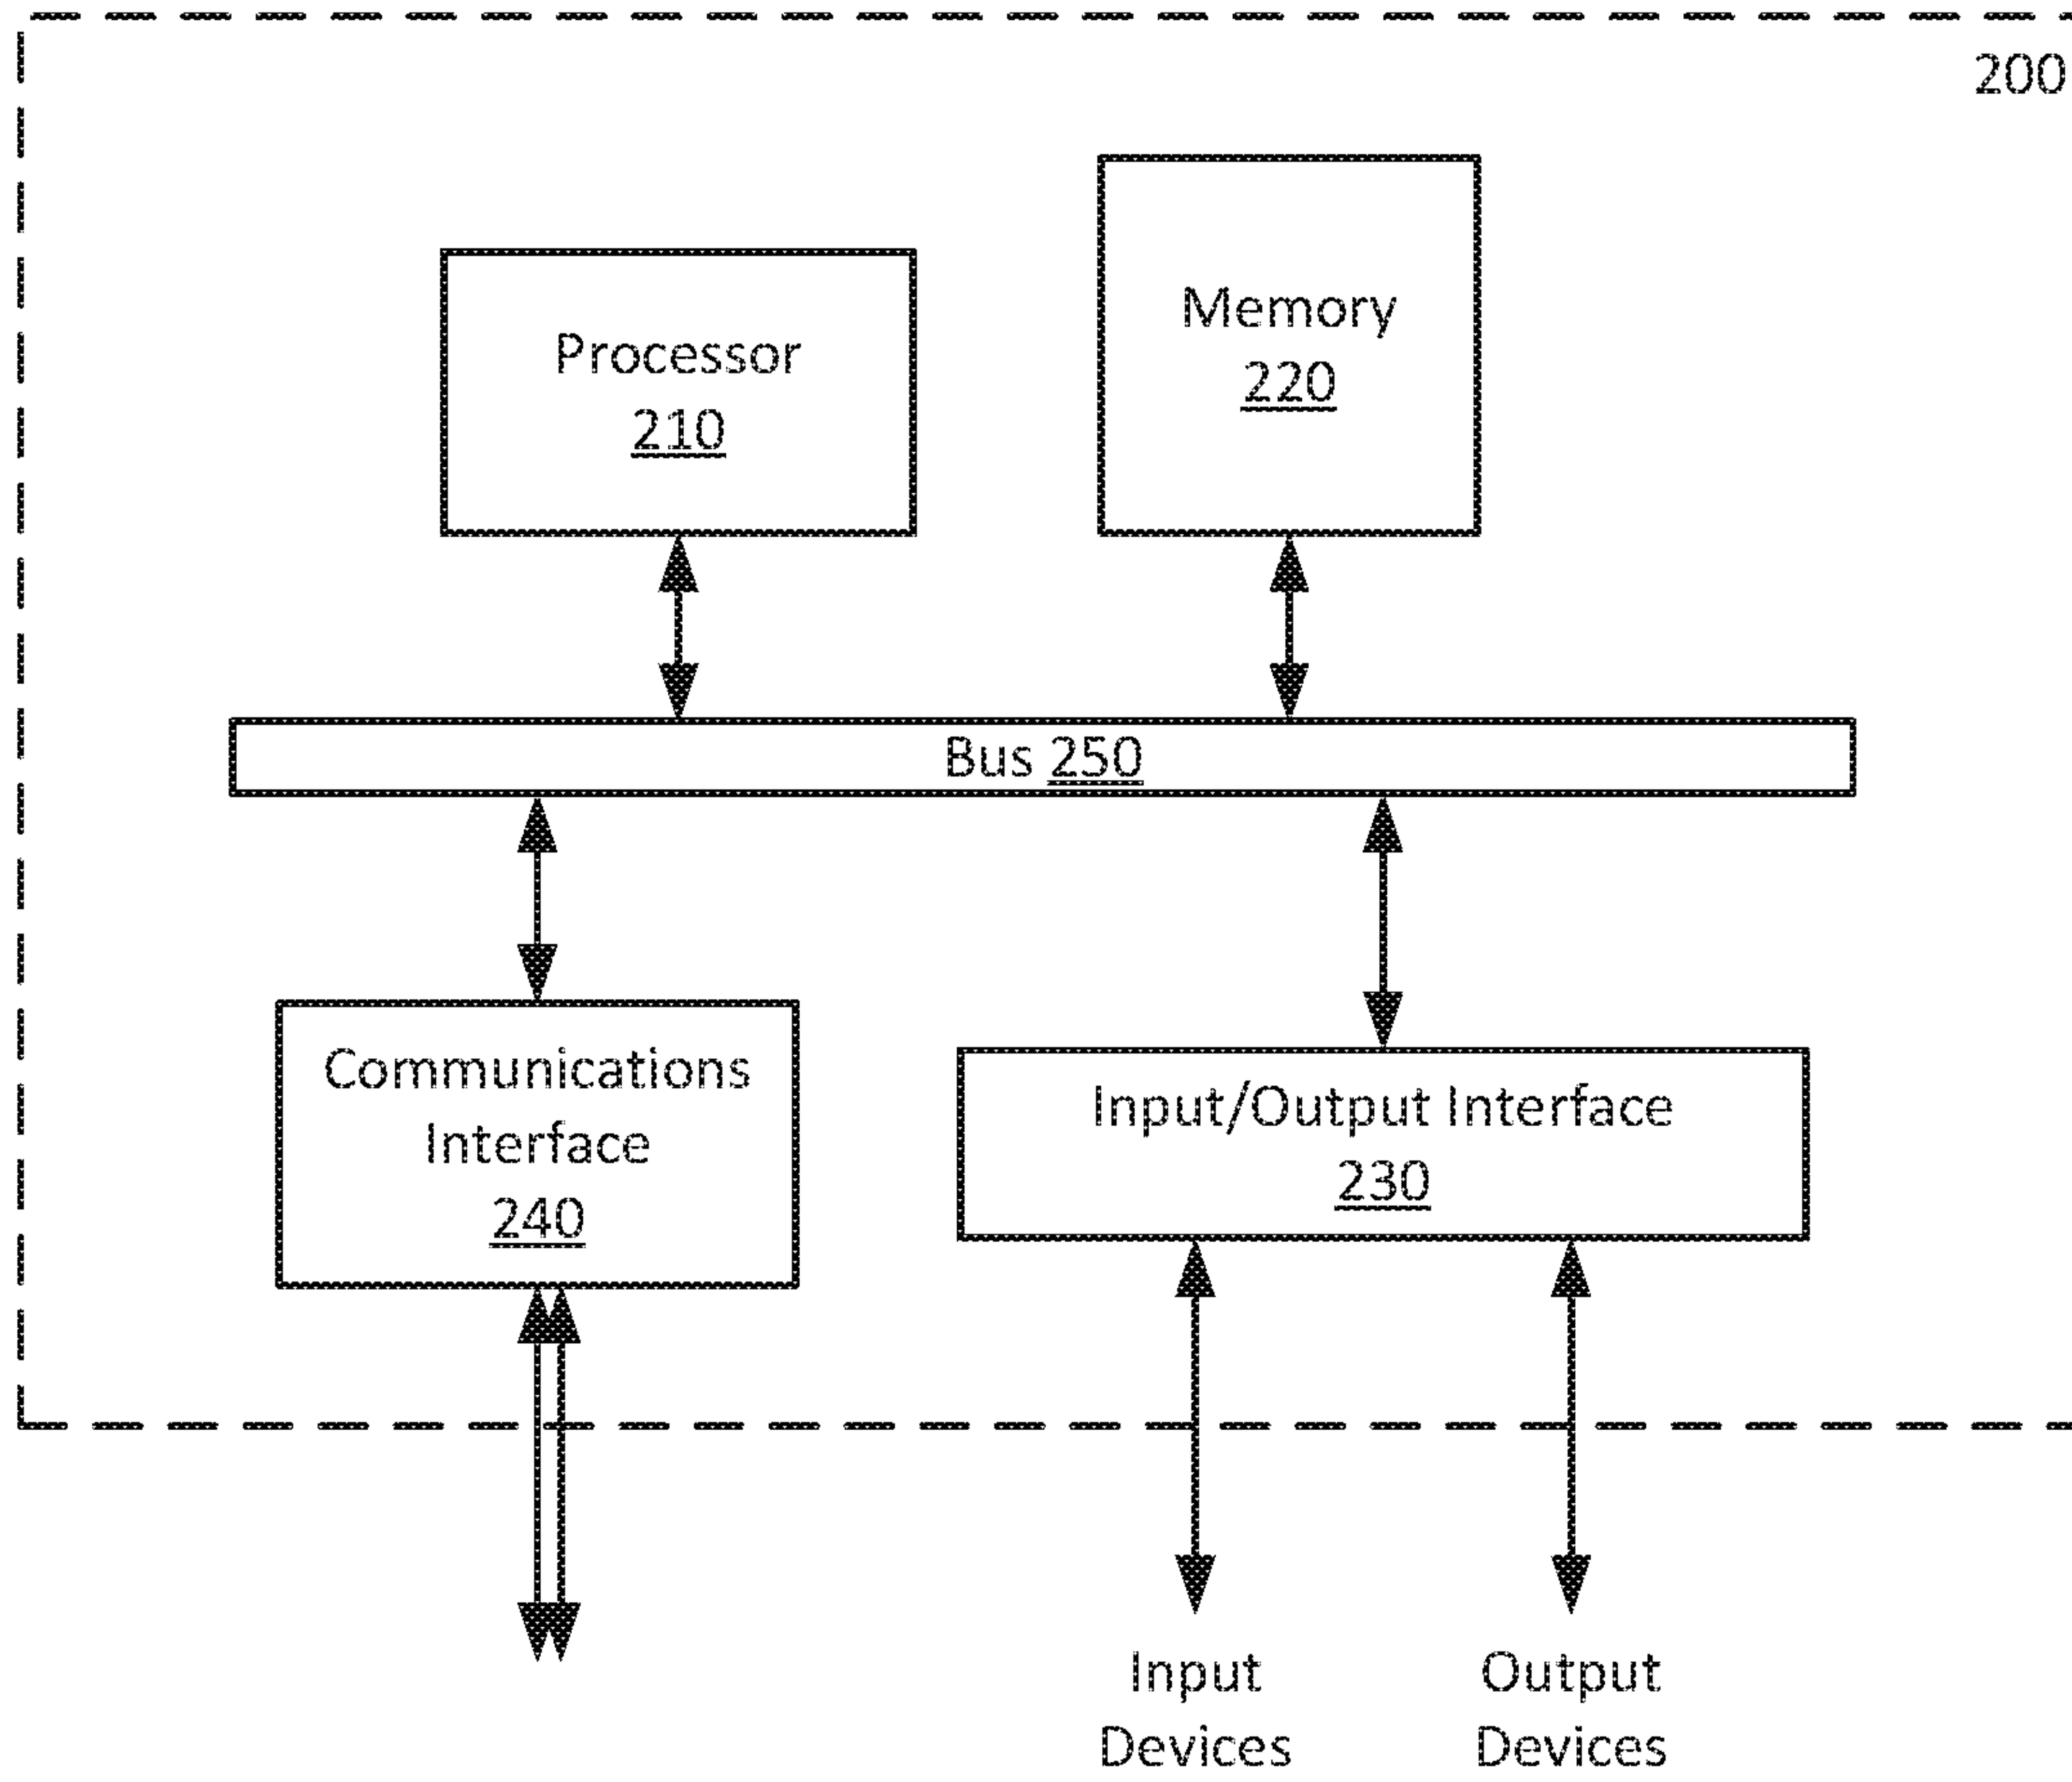 200
Processor
210
Memory
220
Bus 250
Communications
Interface
240
Input/Output Interface
230
Input
Devices
Output
Devices